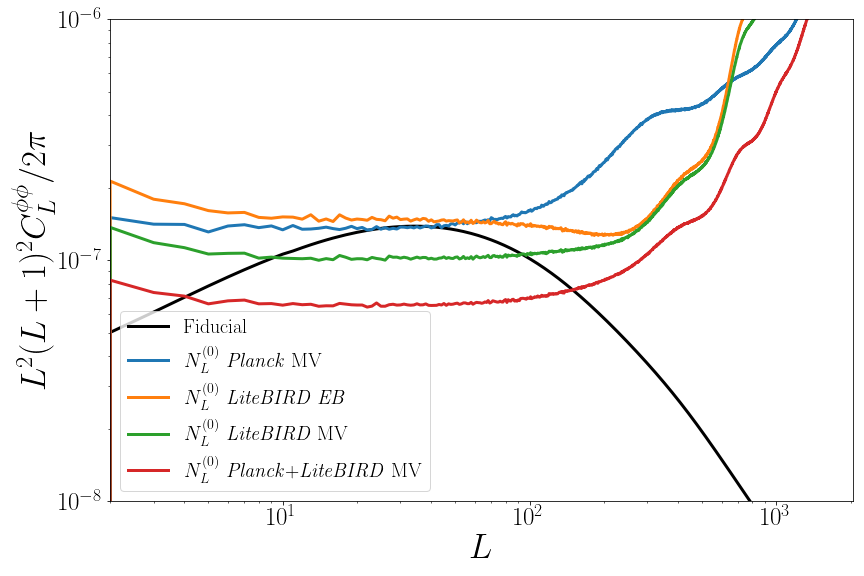 10⁻⁶
10⁻⁷
10⁻⁸
L²(L + 1)²C_L^{ϕϕ}/2π
Fiducial
N_L^{(0)} Planck MV
N_L^{(0)} LiteBIRD EB
N_L^{(0)} LiteBIRD MV
N_L^{(0)} Planck+LiteBIRD MV
10¹ 10² 10³
L